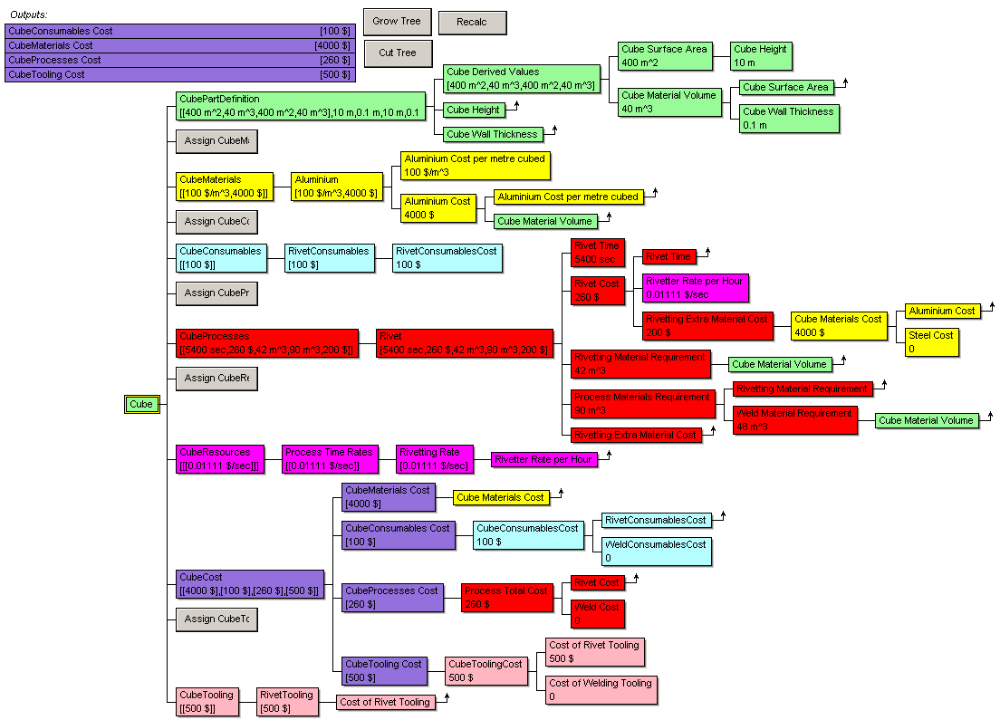 Outputs:
CubeConsumables Cost [100 $]
CubeMaterials Cost [4000 $]
CubeProcesses Cost [260 $]
CubeTooling Cost [500 $]
Grow Tree
Recalc
Cut Tree
Cube
CubePartDefinition
[[400 m^2,40 m^3,400 m^2,40 m^3],10 m,0.1 m,10 m,0.1
Cube Derived Values
[400 m^2,40 m^3,400 m^2,40 m^3]
Cube Surface Area
400 m^2
Cube Height
10 m
Cube Material Volume
40 m^3
Cube Surface Area
Cube Wall Thickness
0.1 m
Cube Height
Cube Wall Thickness
Assign CubeMa
CubeMaterials
[[100 $/m^3,4000 $]]
Aluminium
[100 $/m^3,4000 $]
Aluminium Cost per metre cubed
100 $/m^3
Aluminium Cost
4000 $
Aluminium Cost per metre cubed
Cube Material Volume
Assign CubeCo
CubeConsumables
[[100 $]]
RivetConsumables
[100 $]
RivetConsumablesCost
100 $
Assign CubePr
CubeProcesses
[[5400 sec,260 $,42 m^3,90 m^3,200 $]]
Rivet
[5400 sec,260 $,42 m^3,90 m^3,200 $]
Rivet Time
5400 sec
Rivet Cost
260 $
Rivet Time
Rivetter Rate per Hour
0.01111 $/sec
Rivetting Extra Material Cost
200 $
Cube Materials Cost
4000 $
Aluminium Cost
Steel Cost
0
Rivetting Material Requirement
42 m^3
Cube Material Volume
Process Materials Requirement
90 m^3
Rivetting Material Requirement
Weld Material Requirement
48 m^3
Cube Material Volume
Rivetting Extra Material Cost
Assign CubeRe
CubeResources
[[[0.01111 $/sec]]]
Process Time Rates
[[0.01111 $/sec]]
Rivetting Rate
[0.01111 $/sec]
Rivetter Rate per Hour
CubeCost
[[4000 $],[100 $],[260 $],[500 $]]
CubeMaterials Cost
[4000 $]
Cube Materials Cost
CubeConsumables Cost
[100 $]
CubeConsumablesCost
100 $
RivetConsumablesCost
WeldConsumablesCost
0
CubeProcesses Cost
[260 $]
Process Total Cost
260 $
Rivet Cost
Weld Cost
0
CubeTooling Cost
[500 $]
CubeToolingCost
500 $
Cost of Rivet Tooling
500 $
Cost of Welding Tooling
0
Assign CubeTo
CubeTooling
[[500 $]]
RivetTooling
[500 $]
Cost of Rivet Tooling